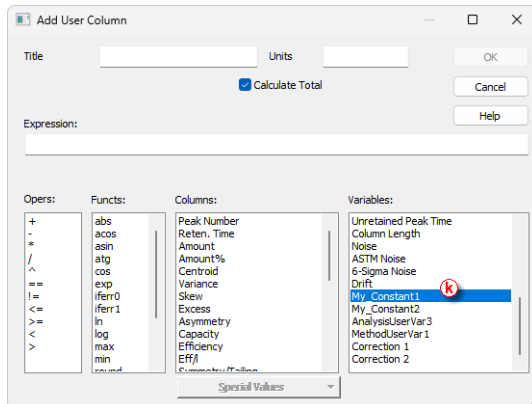 Add User Column
Title
Units
OK
Calculate Total
Cancel
Help
Expression:
Opers:
+
-
*
/
^
==
!=
<=
>=
<
>
Functs:
abs
acos
asin
atg
cos
exp
iferr0
iferr1
ln
log
max
min
round
Columns:
Peak Number
Reten. Time
Amount
Amount%
Centroid
Variance
Skew
Excess
Asymmetry
Capacity
Efficiency
Eff/l
Symmetry/Tailing
Variables:
Unretained Peak Time
Column Length
Noise
ASTM Noise
6-Sigma Noise
Drift
My_Constant1
k
My_Constant2
AnalysisUserVar3
MethodUserVar1
Correction 1
Correction 2
Special Values